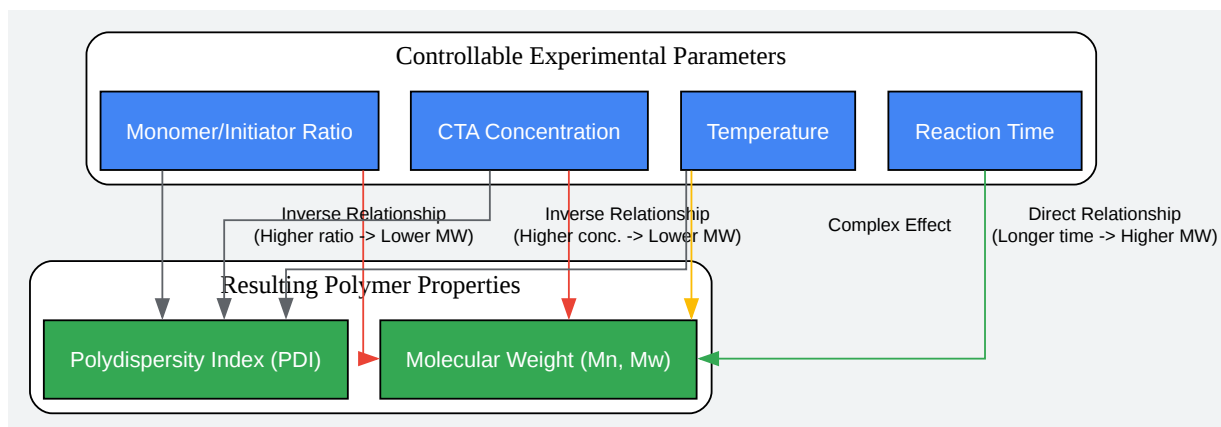 Controllable Experimental Parameters
Monomer/Initiator Ratio
CTA Concentration
Temperature
Reaction Time
Inverse Relationship
(Higher ratio -> Lower MW)
Inverse Relationship
(Higher conc. -> Lower MW)
Complex Effect
Direct Relationship
(Longer time -> Higher MW)
Resulting Polymer Properties
Polydispersity Index (PDI)
Molecular Weight (Mn, Mw)